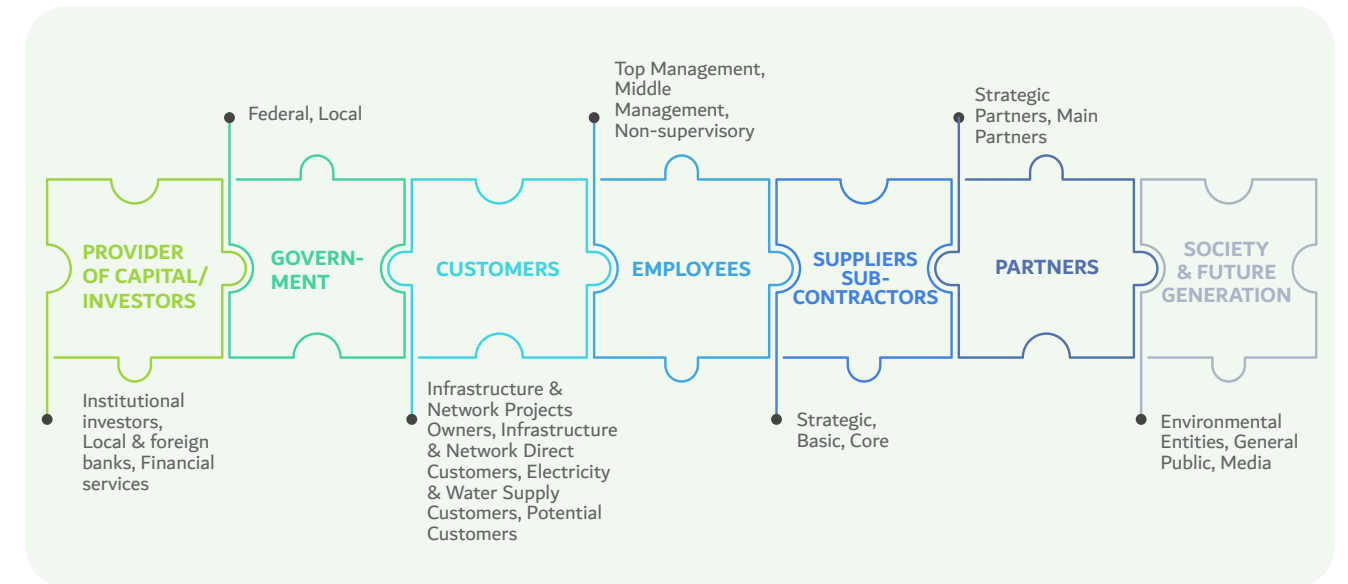 Federal, Local
Top Management,
Middle
Management,
Non-supervisory
Strategic
Partners, Main
Partners
PROVIDER
OF CAPITAL/
INVESTORS
GOVERN-
MENT
CUSTOMERS
EMPLOYEES
SUPPLIERS
SUB-
CONTRACTORS
PARTNERS
SOCIETY
& FUTURE
GENERATION
Institutional
investors,
Local & foreign
banks, Financial
services
Infrastructure &
Network Projects
Owners, Infrastructure
& Network Direct
Customers, Electricity
& Water Supply
Customers, Potential
Customers
Strategic,
Basic, Core
Environmental
Entities, General
Public, Media